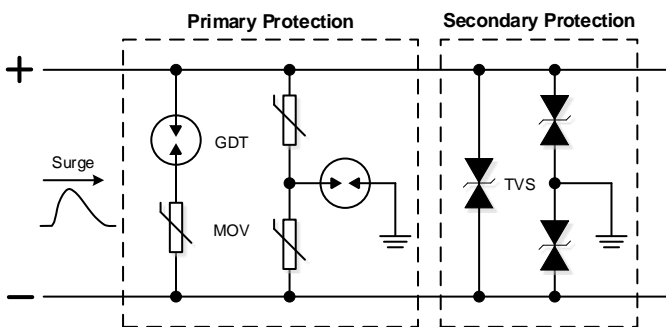 Primary Protection
Secondary Protection
+
GDT
Surge
TVS
MOV
−